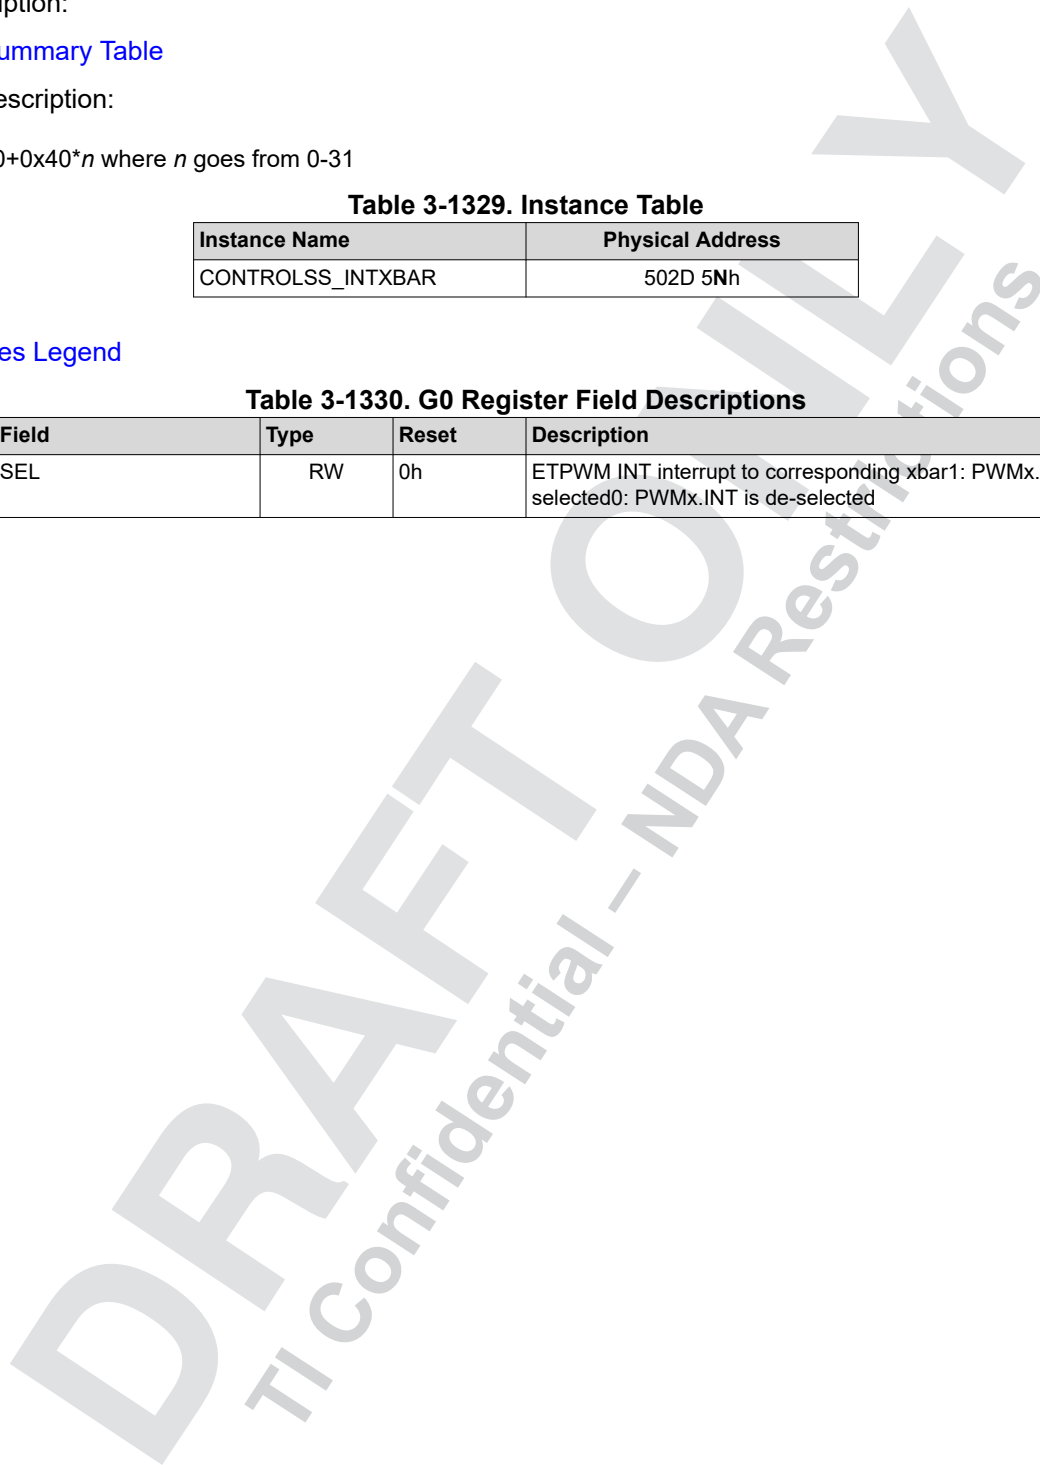 iption:
ummary Table
escription:
0+0x40*n where n goes from 0-31
Table 3-1329. Instance Table
Instance Name Physical Address
CONTROLSS_INTXBAR 502D 5Nh
es Legend
Table 3-1330. G0 Register Field Descriptions
Field Type Reset Description
SEL RW 0h ETPWM INT interrupt to corresponding xbar1: PWMx.
selected0: PWMx.INT is de-selected
DRAFT ONLY
TI Confidential – NDA Restrictions